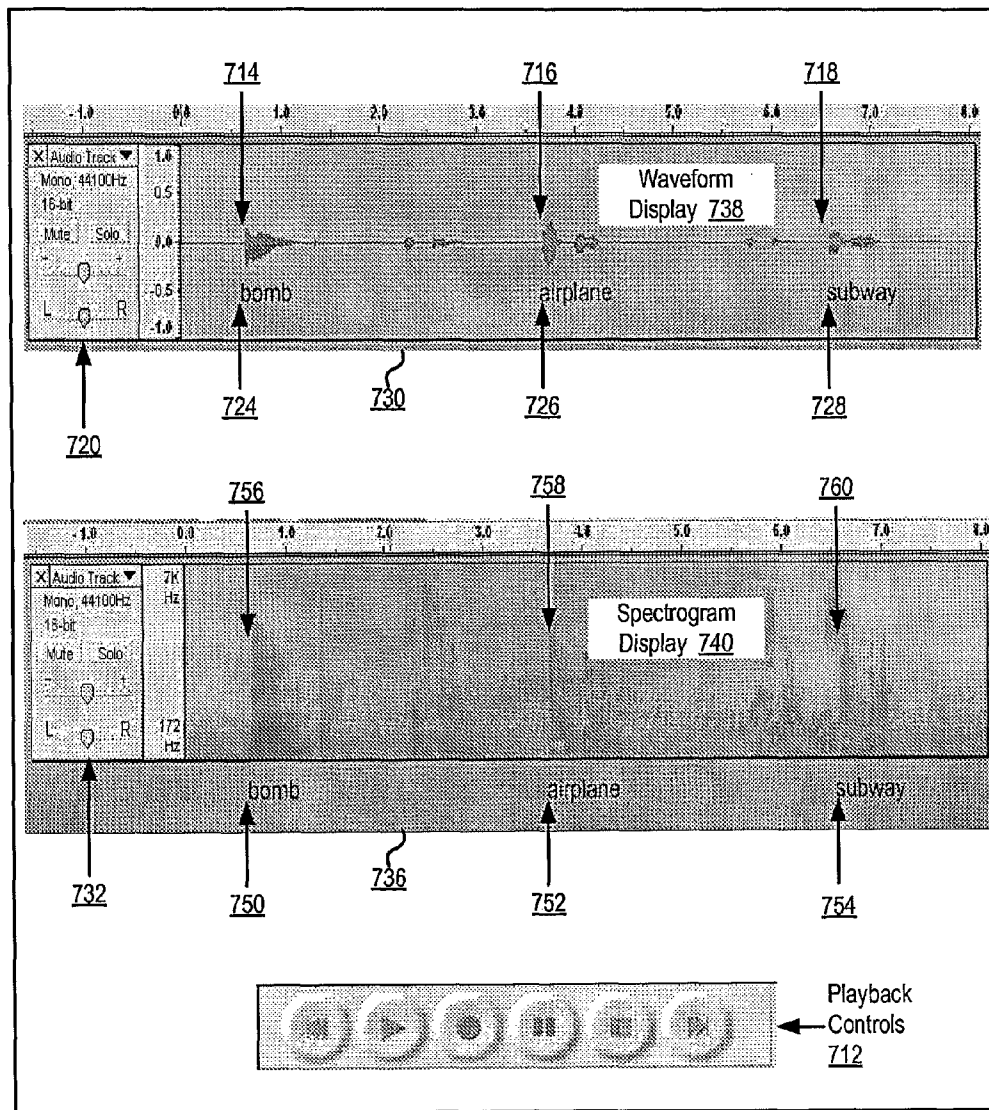 714 716 718
- 1.0 0.0 1.0 2.0 3.0 4.0 5.0 6.0 7.0 8.0
X Audio Track ▼ 1.0
Mono, 44100Hz
16-bit 0.5
Mute Solo
0.0
- +
-0.5
L R
-1.0
Waveform
Display 738
bomb airplane subway
720 724 730 726 728
756 758 760
- 1.0 0.0 1.0 2.0 3.0 4.0 5.0 6.0 7.0 8.0
X Audio Track ▼ 7K
Hz
Mono, 44100Hz
16-bit
Mute Solo
- +
L R 172
Hz
Spectrogram
Display 740
bomb airplane subway
732 750 736 752 754
Playback
Controls
712